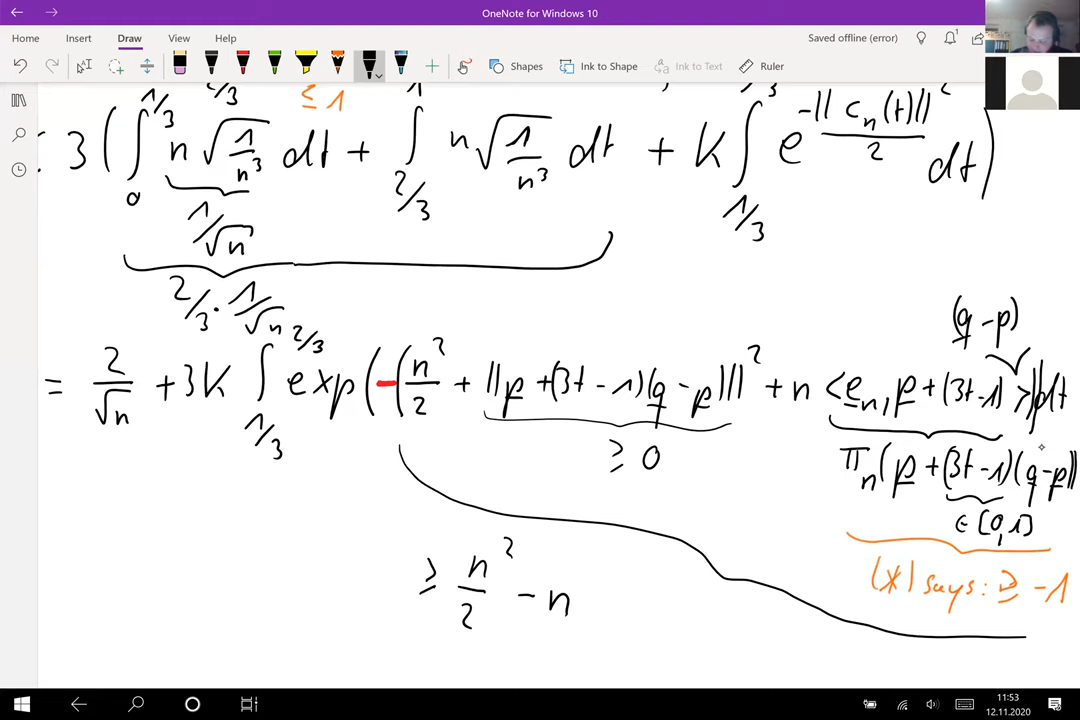 OneNote for Windows 10
Home Insert Draw View Help
Saved offline (error)
Shapes Ink to Shape Ink to Text Ruler
≤ 1
3 ( ∫_0^{1/3} n √(1/n³) dt + ∫_{2/3}^1 n √(1/n³) dt + K ∫_{1/3} e^{-||c_n(t)||²/2} dt )
1/√n
2/3 · 1/√n
(q - p)
= 2/√n + 3K ∫_{1/3}^{2/3} exp(-(n²/2 + ||p + (3t - 1)(q - p)||² + n <e_n, p + (3t - 1) >)) dt
≥ 0
π_n(p + (3t - 1)(q - p))
∈ [0,1]
(*) says: ≥ -1
≥ n²/2 - n
11:53
12.11.2020